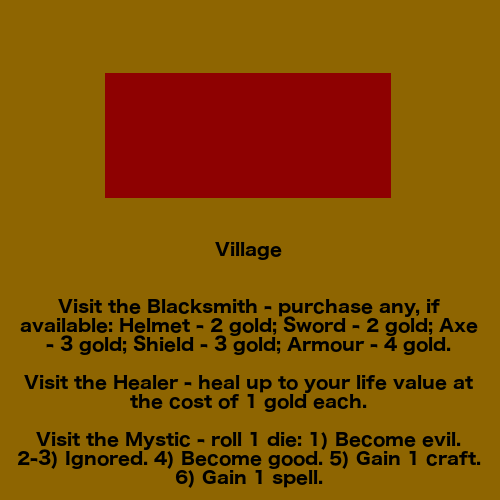 Village
Visit the Blacksmith - purchase any, if
available: Helmet - 2 gold; Sword - 2 gold; Axe
- 3 gold; Shield - 3 gold; Armour - 4 gold.
Visit the Healer - heal up to your life value at
the cost of 1 gold each.
Visit the Mystic - roll 1 die: 1) Become evil.
2-3) Ignored. 4) Become good. 5) Gain 1 craft.
6) Gain 1 spell.